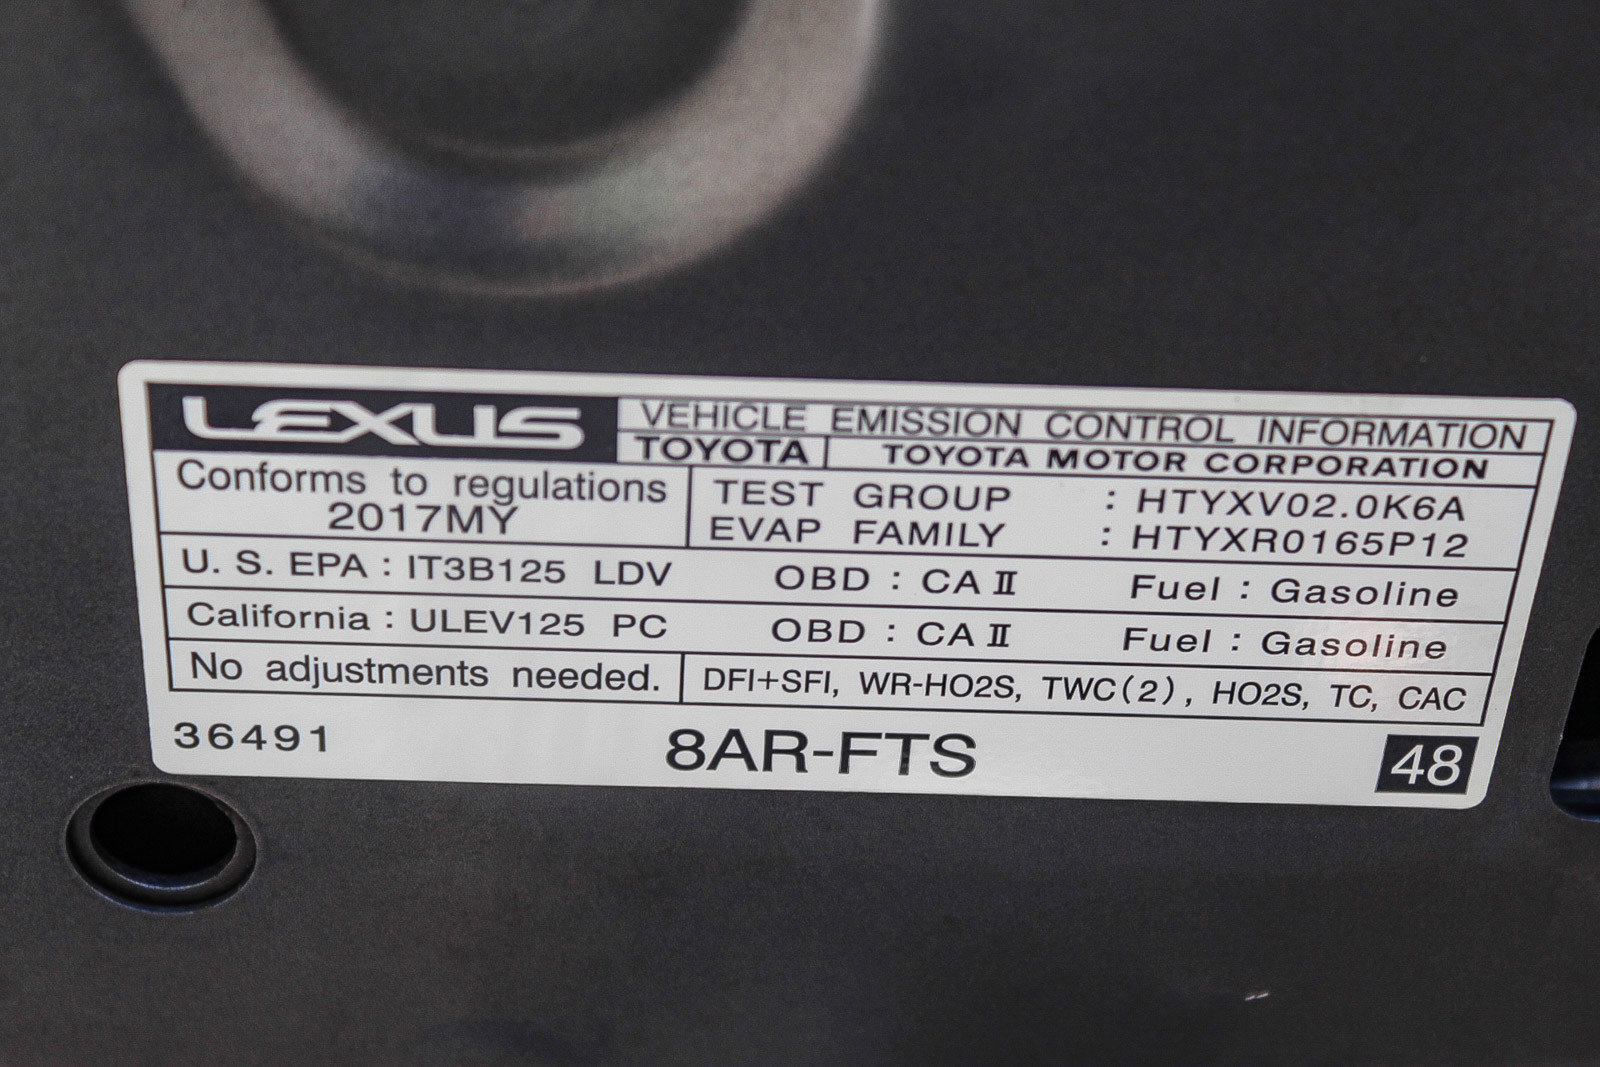 LEXUS
VEHICLE EMISSION CONTROL INFORMATION
TOYOTA TOYOTA MOTOR CORPORATION
Conforms to regulations
2017MY
TEST GROUP : HTYXV02.0K6A
EVAP FAMILY : HTYXR0165P12
U. S. EPA : IT3B125 LDV OBD : CA II Fuel : Gasoline
California : ULEV125 PC OBD : CA II Fuel : Gasoline
No adjustments needed. DFI+SFI, WR-HO2S, TWC(2), HO2S, TC, CAC
36491 8AR-FTS 48